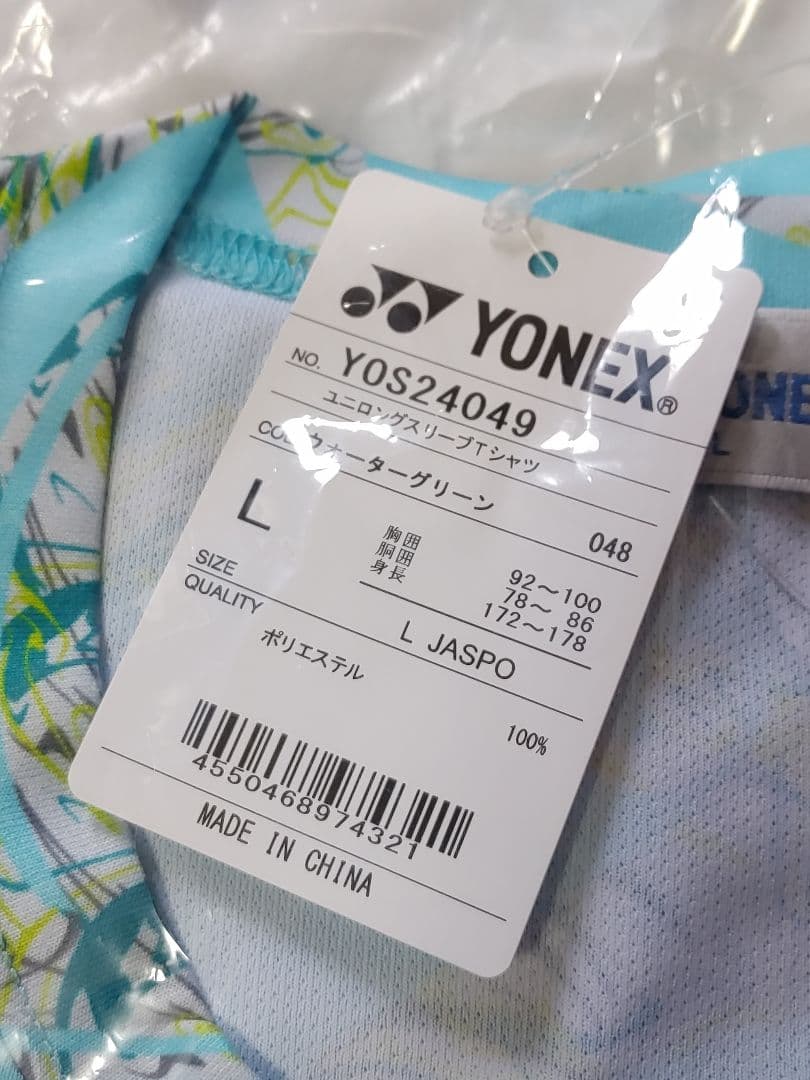 YONEX®
NO. YOS24049
ユニロングスリーブTシャツ
COL ウォーターグリーン 048
L
胸囲 92～100
胴囲 78～ 86
身長 172～178
SIZE L JASPO
QUALITY
ポリエステル 100%
4550468974321
MADE IN CHINA
L